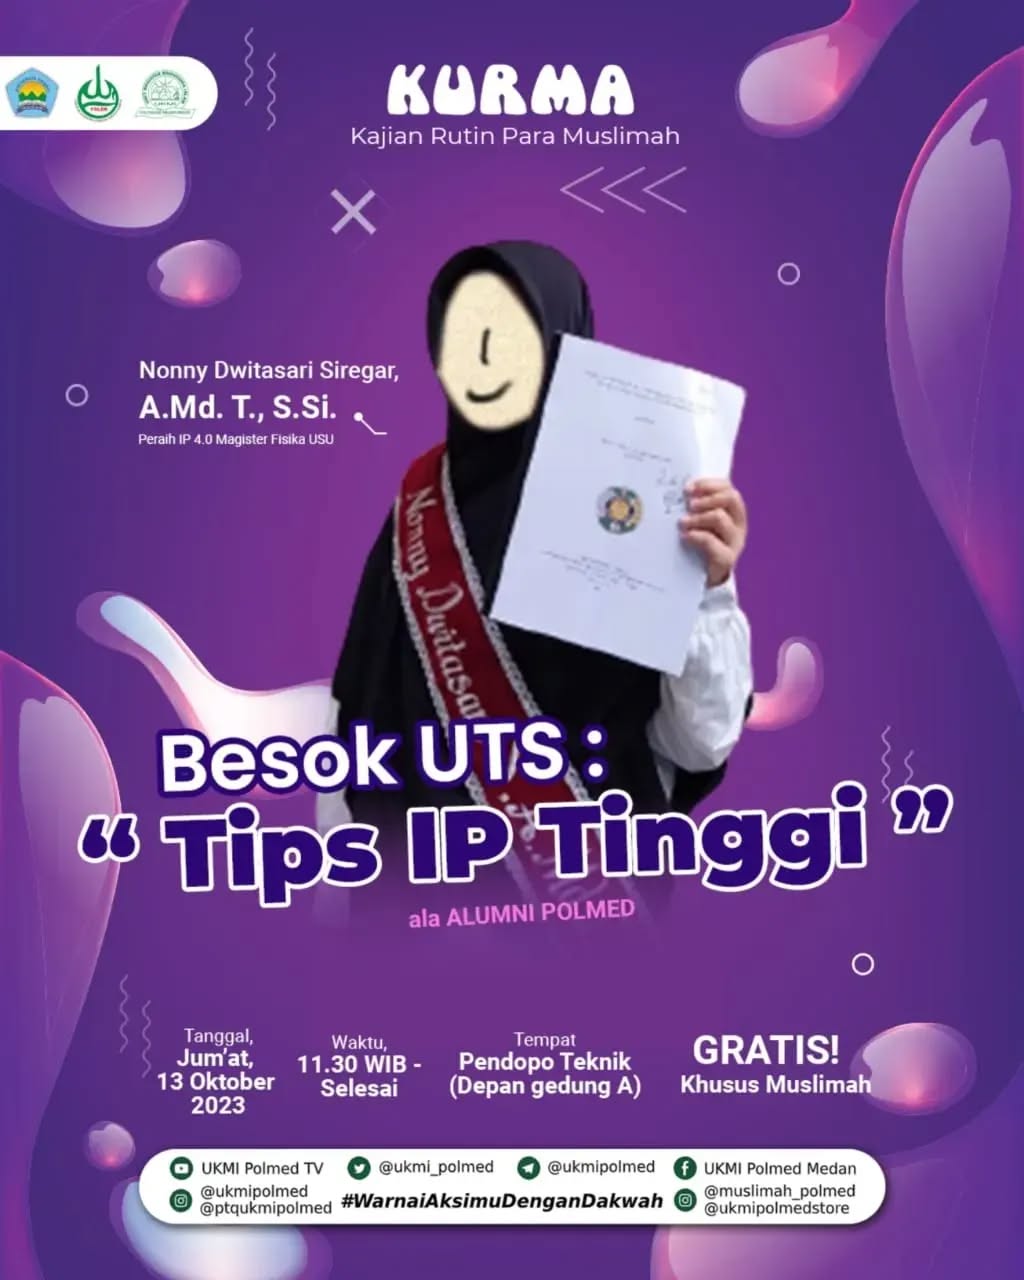 KURMA
Kajian Rutin Para Muslimah
Nonny Dwitasari Siregar,
A.Md. T., S.Si.
Peraih IP 4.0 Magister Fisika USU
Nonny Dwitasar
Besok UTS :
“ Tips IP Tinggi ”
ala ALUMNI POLMED
Tanggal,
Jum'at,
13 Oktober
2023
Waktu,
11.30 WIB -
Selesai
Tempat
Pendopo Teknik
(Depan gedung A)
GRATIS!
Khusus Muslimah
UKMI Polmed TV
@ukmi_polmed
@ukmipolmed
UKMI Polmed Medan
@ukmipolmed
@ptqukmipolmed
#WarnaiAksimuDenganDakwah
@muslimah_polmed
@ukmipolmedstore